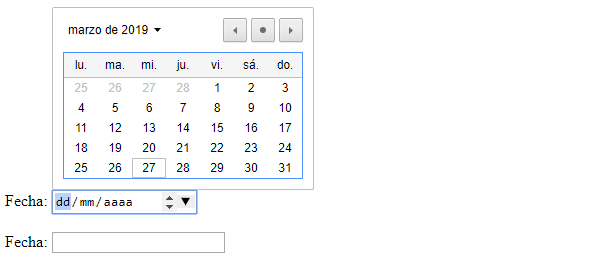 marzo de 2019
lu. ma. mi. ju. vi. sá. do.
25 26 27 28 1 2 3
4 5 6 7 8 9 10
11 12 13 14 15 16 17
18 19 20 21 22 23 24
25 26 27 28 29 30 31
Fecha: dd/mm/aaaa
Fecha: